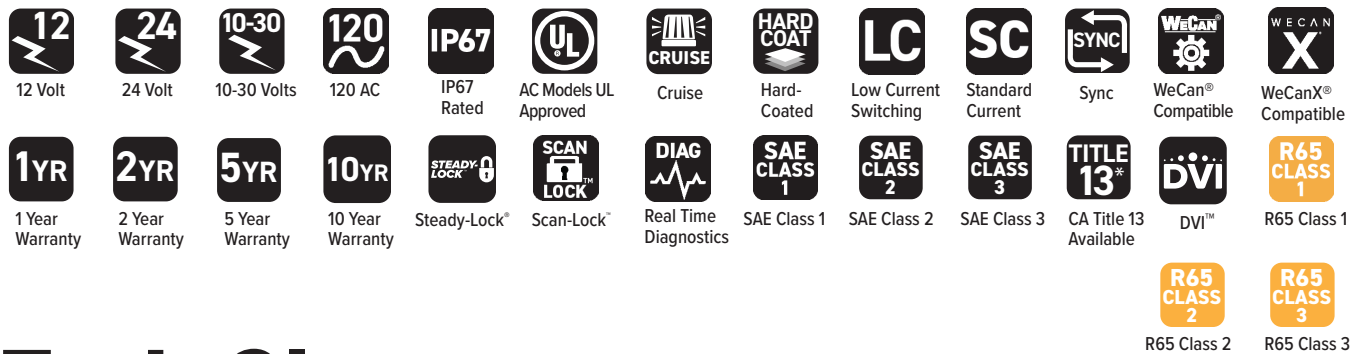 12
24
10-30
120
IP67
UL
CRUISE
HARD
COAT
LC
SC
SYNC
WECAN®
WECAN
X
12 Volt
24 Volt
10-30 Volts
120 AC
IP67
Rated
AC Models UL
Approved
Cruise
Hard-
Coated
Low Current
Switching
Standard
Current
Sync
WeCan®
Compatible
WeCanX®
Compatible
1YR
2YR
5YR
10YR
STEADY-
LOCK
SCAN
LOCK™
DIAG
SAE
CLASS
1
SAE
CLASS
2
SAE
CLASS
3
TITLE
13*
DVI
R65
CLASS
1
1 Year
Warranty
2 Year
Warranty
5 Year
Warranty
10 Year
Warranty
Steady-Lock®
Scan-Lock™
Real Time
Diagnostics
SAE Class 1
SAE Class 2
SAE Class 3
CA Title 13
Available
DVI™
R65 Class 1
R65
CLASS
2
R65
CLASS
3
R65 Class 2
R65 Class 3